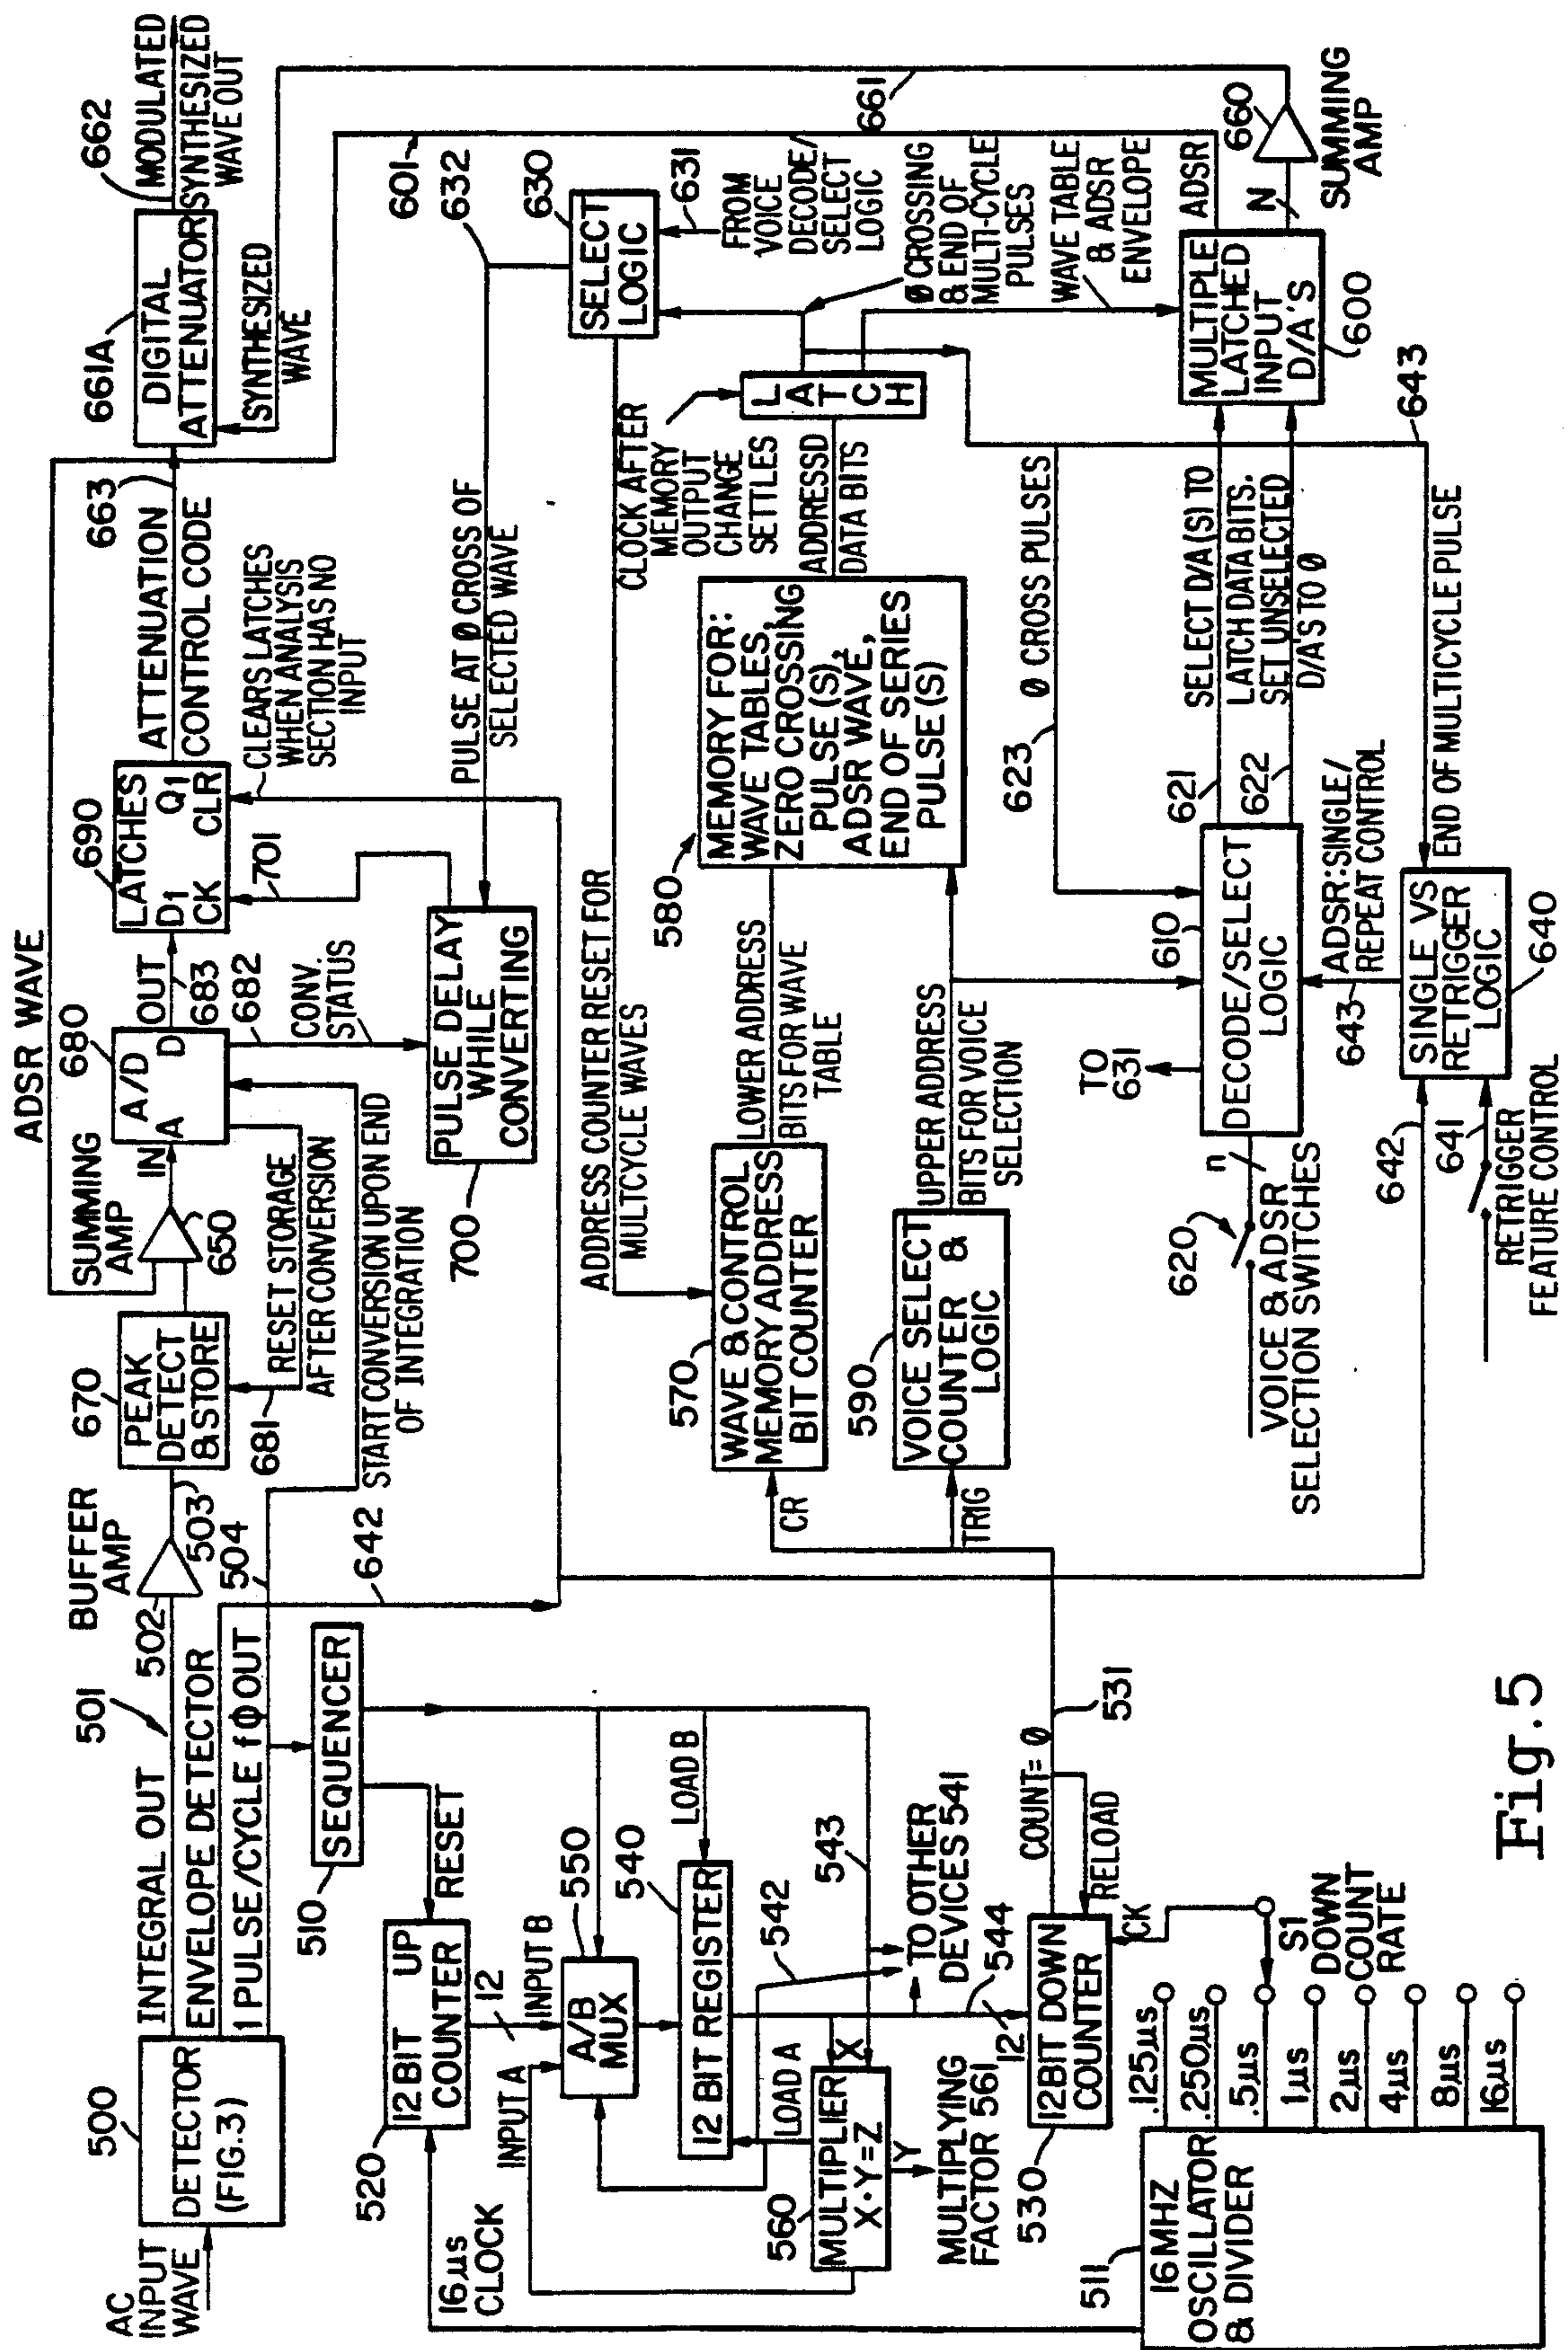 AC
INPUT
WAVE
500
DETECTOR
(FIG.3)
INTEGRAL OUT
501
ENVELOPE DETECTOR
1 PULSE/CYCLE fϕ OUT
502
BUFFER
AMP
503
504
642
670
PEAK
DETECT
& STORE
681
RESET STORAGE
AFTER CONVERSION
START CONVERSION UPON END
OF INTEGRATION
SUMMING
AMP
650
ADSR WAVE
IN
680
A/D
A D
OUT
683
682
CONV.
STATUS
690
LATCHES
D1 Q1
CK CLR
701
700
PULSE DELAY
WHILE
CONVERTING
ATTENUATION
CONTROL CODE
663
CLEARS LATCHES
WHEN ANALYSIS
SECTION HAS NO
INPUT
661A
DIGITAL
ATTENUATOR
662
MODULATED
SYNTHESIZED
WAVE OUT
SYNTHESIZED
WAVE
601
632
PULSE AT Ø CROSS OF
SELECTED WAVE
630
SELECT
LOGIC
631
FROM
VOICE
DECODE/
SELECT
LOGIC
661
510
SEQUENCER
RESET
520
12 BIT UP
COUNTER
16µs
CLOCK
12
INPUT B
INPUT A
550
A/B
MUX
LOAD B
540
12 BIT REGISTER
542
543
LOAD A
560
MULTIPLIER
X·Y=Z
X
Y
MULTIPLYING
FACTOR 561
TO OTHER
DEVICES 541
544
12
530
12BIT DOWN
COUNTER
COUNT= Ø
531
RELOAD
CK
511
16MHZ
OSCILLATOR
& DIVIDER
.125µs
.250µs
.5µs
1µs
2µs
4µs
8µs
16µs
S1
DOWN
COUNT
RATE
ADDRESS COUNTER RESET FOR
MULTCYCLE WAVES
570
WAVE & CONTROL
MEMORY ADDRESS
BIT COUNTER
CR
TRIG
590
VOICE SELECT
COUNTER &
LOGIC
LOWER ADDRESS
BITS FOR WAVE
TABLE
UPPER ADDRESS
BITS FOR VOICE
SELECTION
580
MEMORY FOR:
WAVE TABLES,
ZERO CROSSING
PULSE(S),
ADSR WAVE,
END OF SERIES
PULSE(S)
CLOCK AFTER
MEMORY
OUTPUT
CHANGE
SETTLES
ADDRESSD
DATA BITS
LATCH
Ø CROSSING
& END OF
MULTI-CYCLE
PULSES
WAVE TABLE
& ADSR
ENVELOPE
623
Ø CROSS PULSES
TO
631
610
DECODE/SELECT
LOGIC
621
622
SELECT D/A(S) TO
LATCH DATA BITS.
SET UNSELECTED
D/A'S TO Ø
MULTIPLE
LATCHED
INPUT
D/A'S
600
ADSR
N
660
SUMMING
AMP
620
n
VOICE & ADSR
SELECTION SWITCHES
643
ADSR:SINGLE/
REPEAT CONTROL
642
641
RETRIGGER
FEATURE CONTROL
SINGLE VS
RETRIGGER
LOGIC
640
END OF MULTICYCLE PULSE
643
Fig. 5